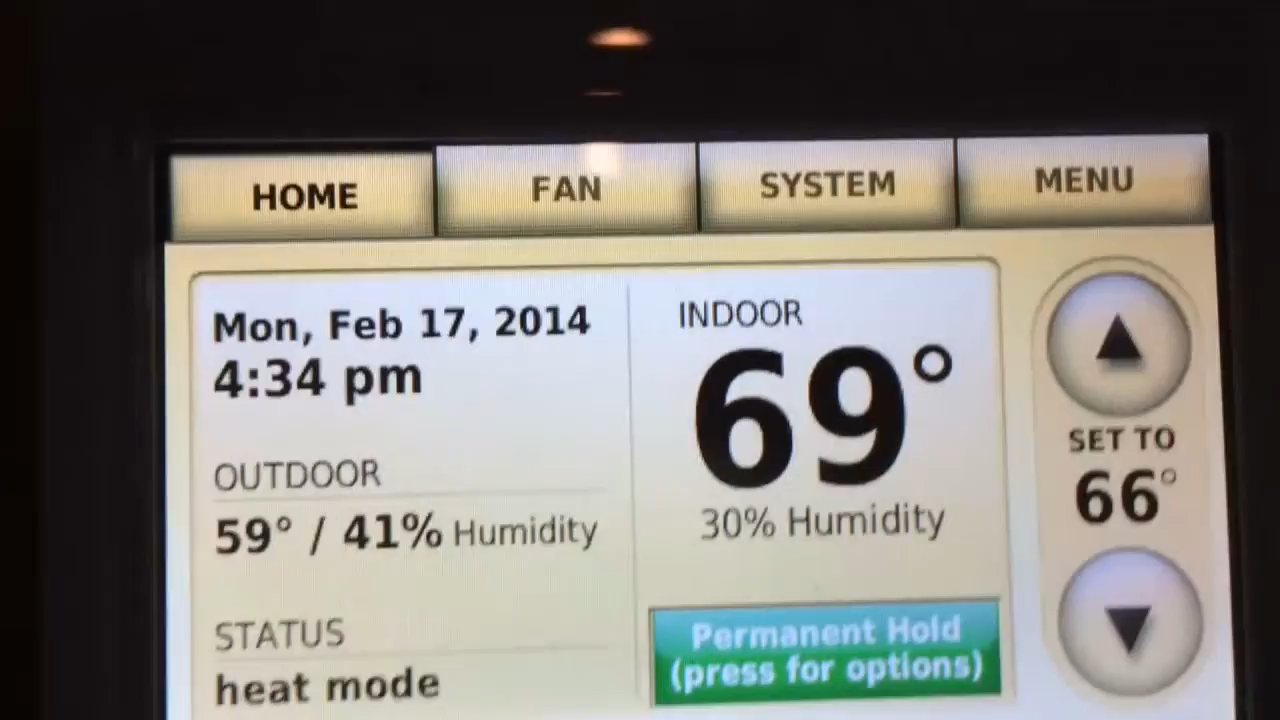 HOME
FAN
SYSTEM
MENU
Mon, Feb 17, 2014
4:34 pm
OUTDOOR
59° / 41% Humidity
STATUS
heat mode
INDOOR
69°
30% Humidity
Permanent Hold
(press for options)
SET TO
66°